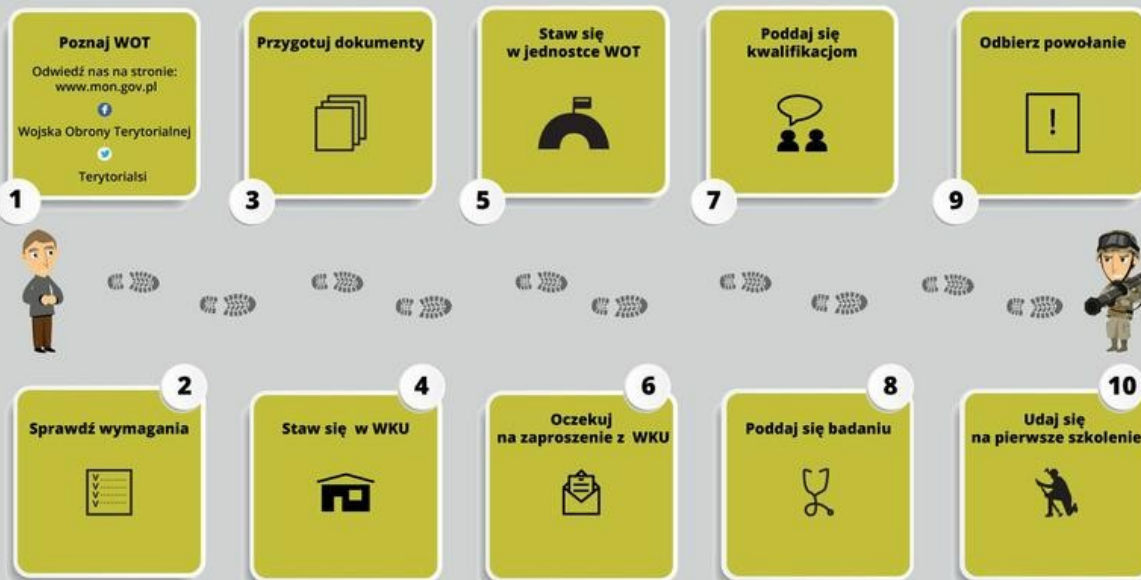 Poznaj WOT
Odwiedź nas na stronie:
www.mon.gov.pl
Wojska Obrony Terytorialnej
Terytorialsi
1
Sprawdź wymagania
2
Przygotuj dokumenty
3
Staw się w WKU
4
Staw się
w jednostce WOT
5
Oczekuj
na zaproszenie z WKU
6
Poddaj się
kwalifikacjom
7
Poddaj się badaniu
8
Odbierz powołanie
!
9
Udaj się
na pierwsze szkolenie
10